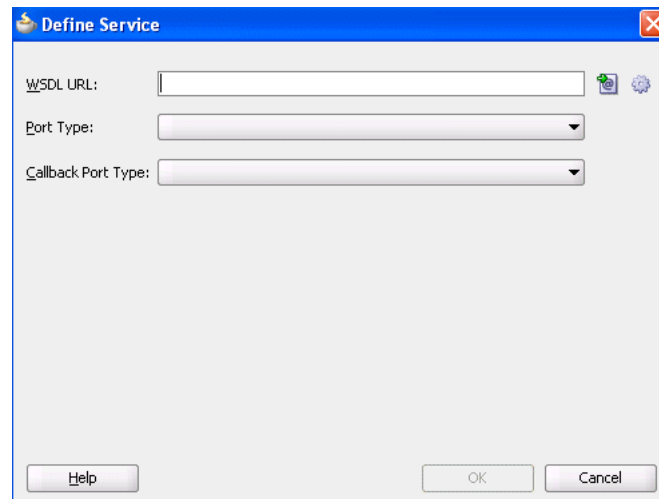 Define Service
WSDL URL:
Port Type:
Callback Port Type:
Help
OK
Cancel